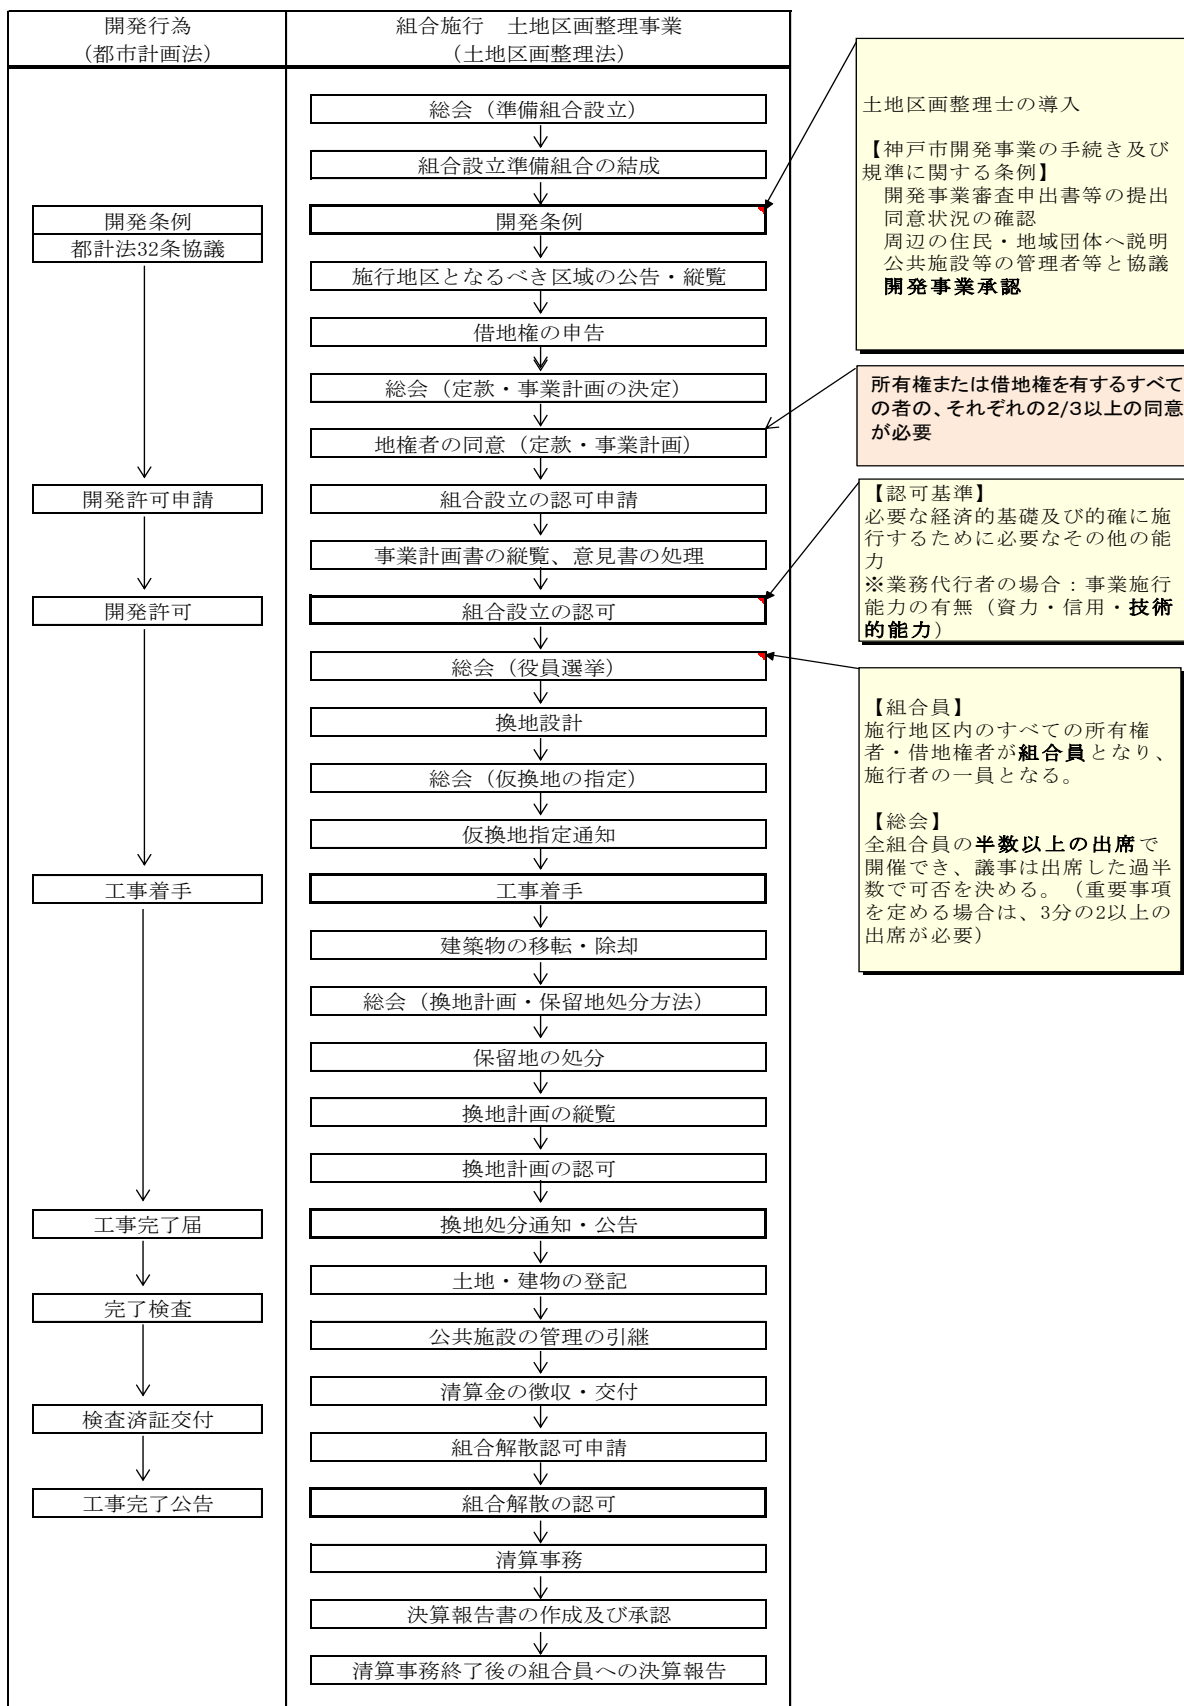 開発行為
（都市計画法）
組合施行　土地区画整理事業
（土地区画整理法）
開発条例
都計法32条協議
開発許可申請
開発許可
工事着手
工事完了届
完了検査
検査済証交付
工事完了公告
総会（準備組合設立）
組合設立準備組合の結成
開発条例
施行地区となるべき区域の公告・縦覧
借地権の申告
総会（定款・事業計画の決定）
地権者の同意（定款・事業計画）
組合設立の認可申請
事業計画書の縦覧、意見書の処理
組合設立の認可
総会（役員選挙）
換地設計
総会（仮換地の指定）
仮換地指定通知
工事着手
建築物の移転・除却
総会（換地計画・保留地処分方法）
保留地の処分
換地計画の縦覧
換地計画の認可
換地処分通知・公告
土地・建物の登記
公共施設の管理の引継
清算金の徴収・交付
組合解散認可申請
組合解散の認可
清算事務
決算報告書の作成及び承認
清算事務終了後の組合員への決算報告
土地区画整理士の導入
【神戸市開発事業の手続き及び
規準に関する条例】
開発事業審査申出書等の提出
同意状況の確認
周辺の住民・地域団体へ説明
公共施設等の管理者等と協議
開発事業承認
所有権または借地権を有するすべて
の者の、それぞれの2/3以上の同意
が必要
【認可基準】
必要な経済的基礎及び的確に施
行するために必要なその他の能
力
※業務代行者の場合：事業施行
能力の有無（資力・信用・技術
的能力）
【組合員】
施行地区内のすべての所有権
者・借地権者が組合員となり、
施行者の一員となる。
【総会】
全組合員の半数以上の出席で
開催でき、議事は出席した過半
数で可否を決める。（重要事項
を定める場合は、3分の2以上の
出席が必要）